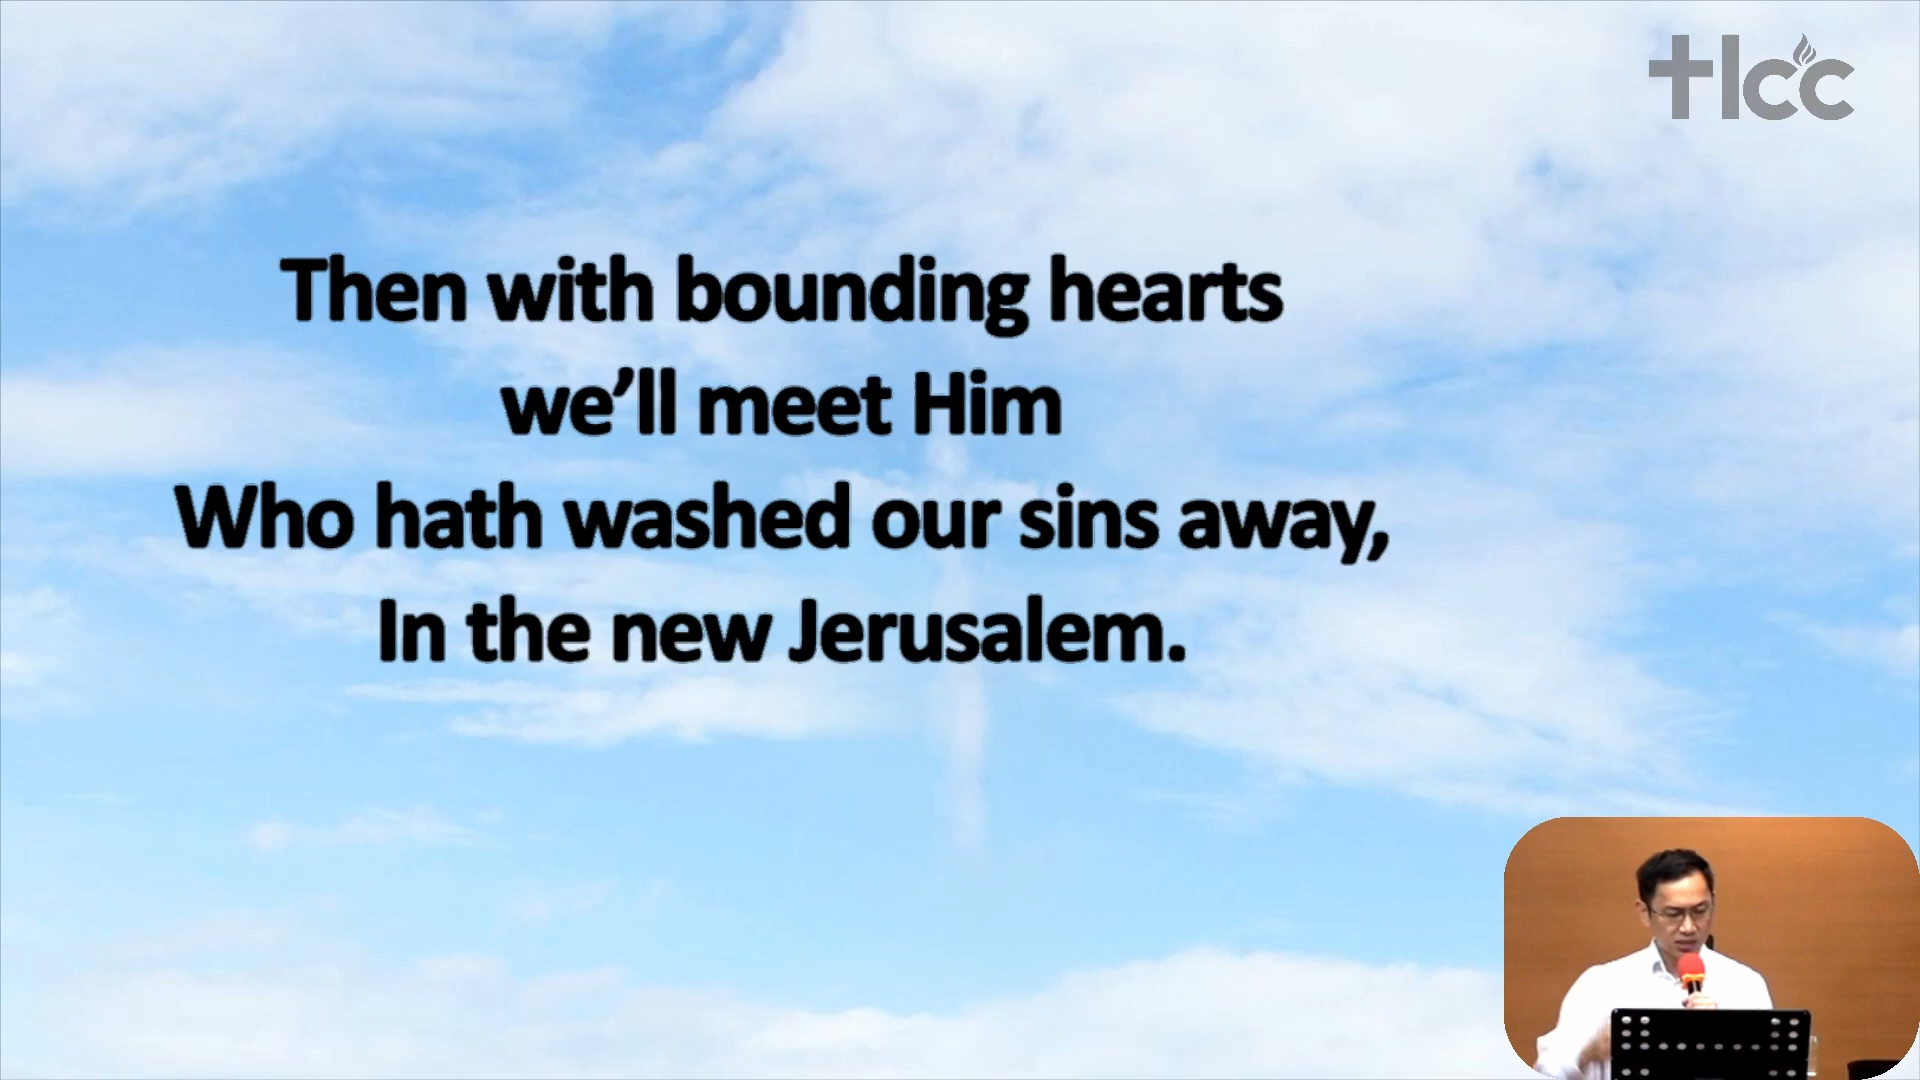 tlcc
Then with bounding hearts
we’ll meet Him
Who hath washed our sins away,
In the new Jerusalem.